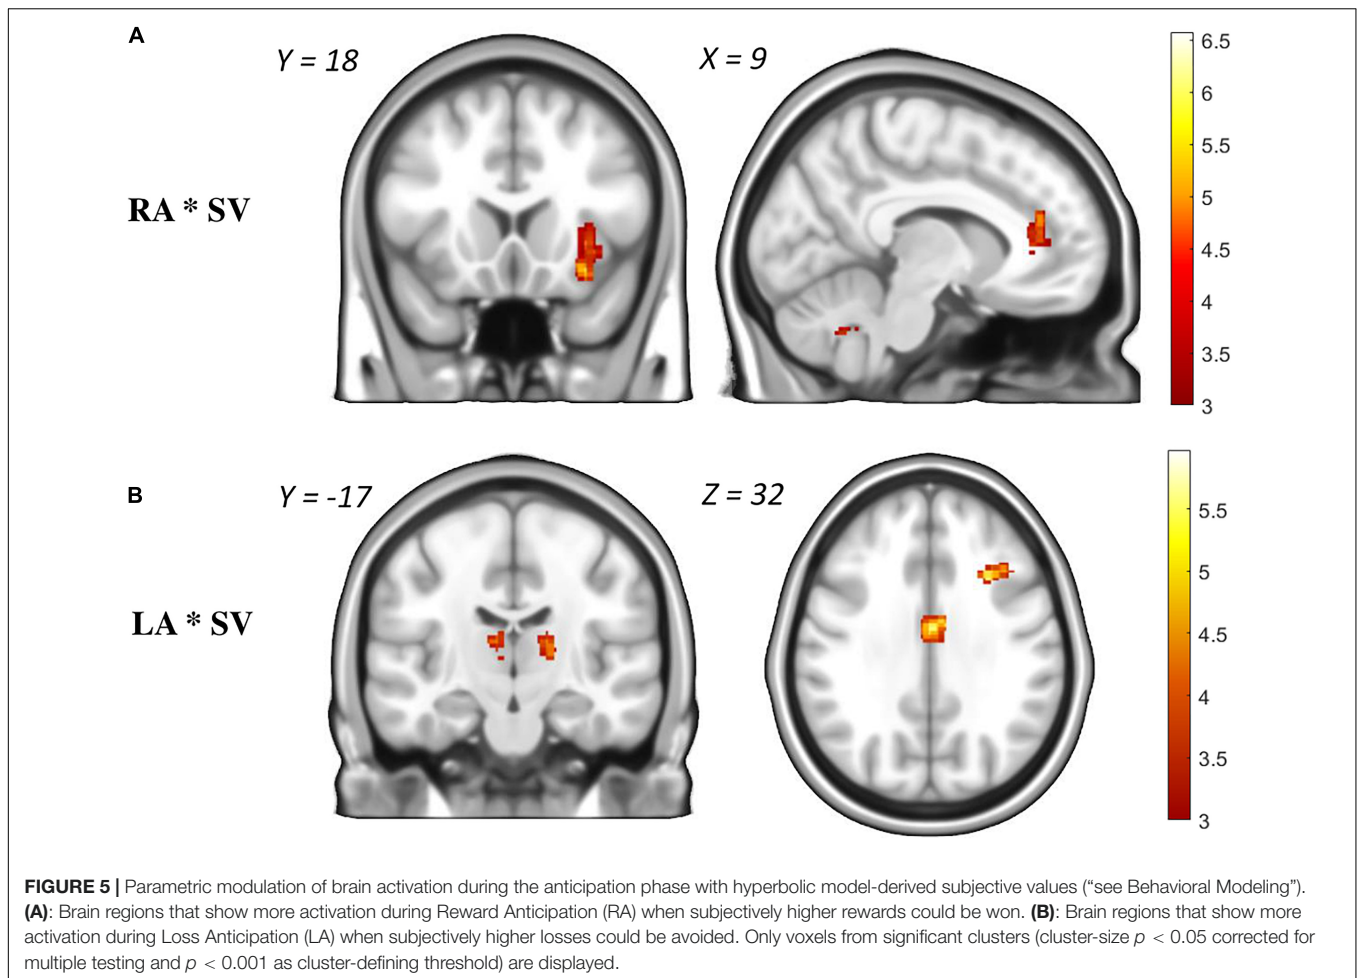 A
Y = 18
X = 9
RA * SV
6.5
6
5.5
5
4.5
4
3.5
3
B
Y = -17
Z = 32
LA * SV
5.5
5
4.5
4
3.5
3
FIGURE 5 | Parametric modulation of brain activation during the anticipation phase with hyperbolic model-derived subjective values (“see Behavioral Modeling”).
(A): Brain regions that show more activation during Reward Anticipation (RA) when subjectively higher rewards could be won. (B): Brain regions that show more
activation during Loss Anticipation (LA) when subjectively higher losses could be avoided. Only voxels from significant clusters (cluster-size p < 0.05 corrected for
multiple testing and p < 0.001 as cluster-defining threshold) are displayed.